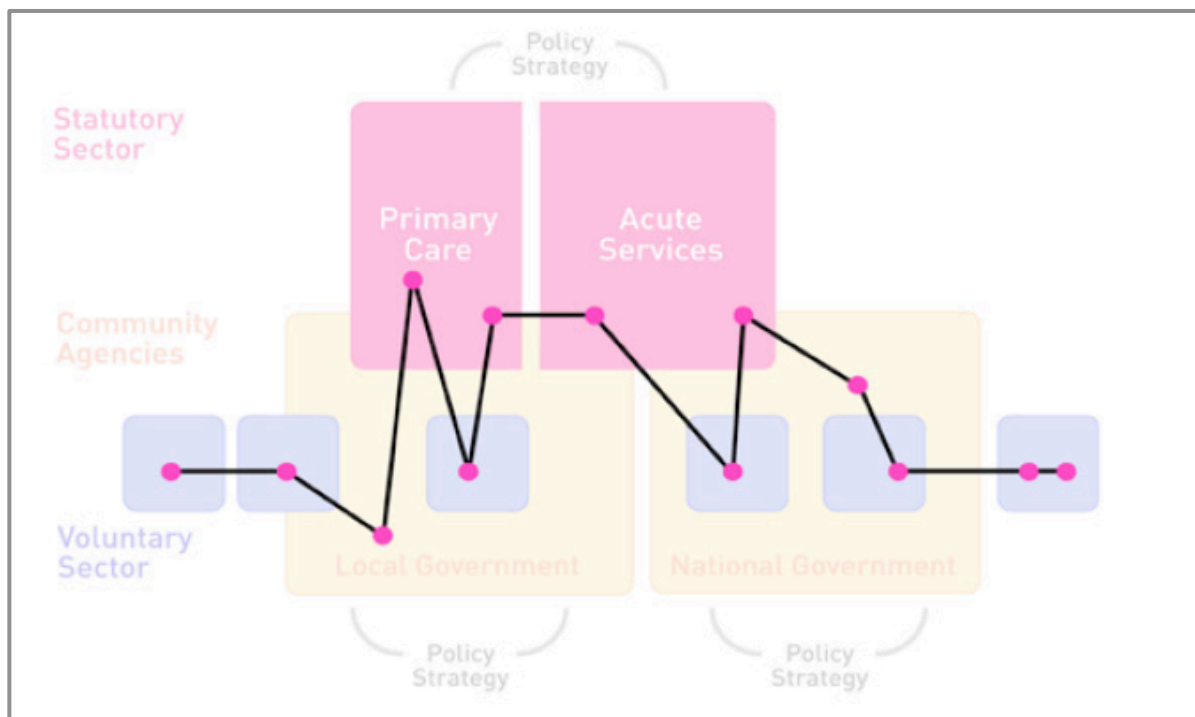 Policy
Strategy
Statutory
Sector
Primary
Care
Acute
Services
Community
Agencies
Voluntary
Sector
Local Government
National Government
Policy
Strategy
Policy
Strategy